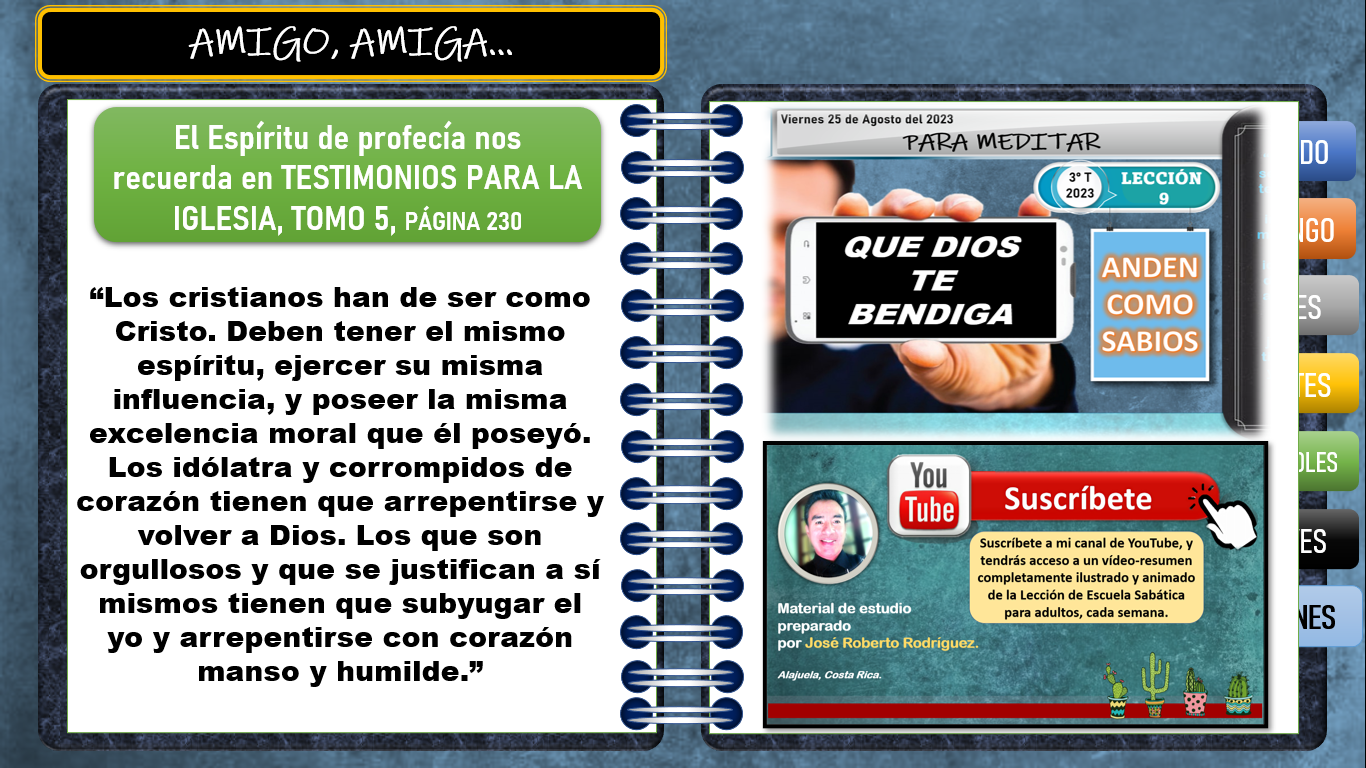 AMIGO, AMIGA...
El Espíritu de profecía nos
recuerda en TESTIMONIOS PARA LA
IGLESIA, TOMO 5, PÁGINA 230
“Los cristianos han de ser como
Cristo. Deben tener el mismo
espíritu, ejercer su misma
influencia, y poseer la misma
excelencia moral que él poseyó.
Los idólatra y corrompidos de
corazón tienen que arrepentirse y
volver a Dios. Los que son
orgullosos y que se justifican a sí
mismos tienen que subyugar el
yo y arrepentirse con corazón
manso y humilde.”
Viernes 25 de Agosto del 2023
PARA MEDITAR
3° T
2023
LECCIÓN
9
QUE DIOS
TE
BENDIGA
ANDEN
COMO
SABIOS
You
Tube
Suscríbete
Suscríbete a mi canal de YouTube, y
tendrás acceso a un vídeo-resumen
completamente ilustrado y animado
de la Lección de Escuela Sabática
para adultos, cada semana.
Material de estudio
preparado
por José Roberto Rodríguez.
Alajuela, Costa Rica.
DO
NGO
ES
TES
OLES
ES
NES